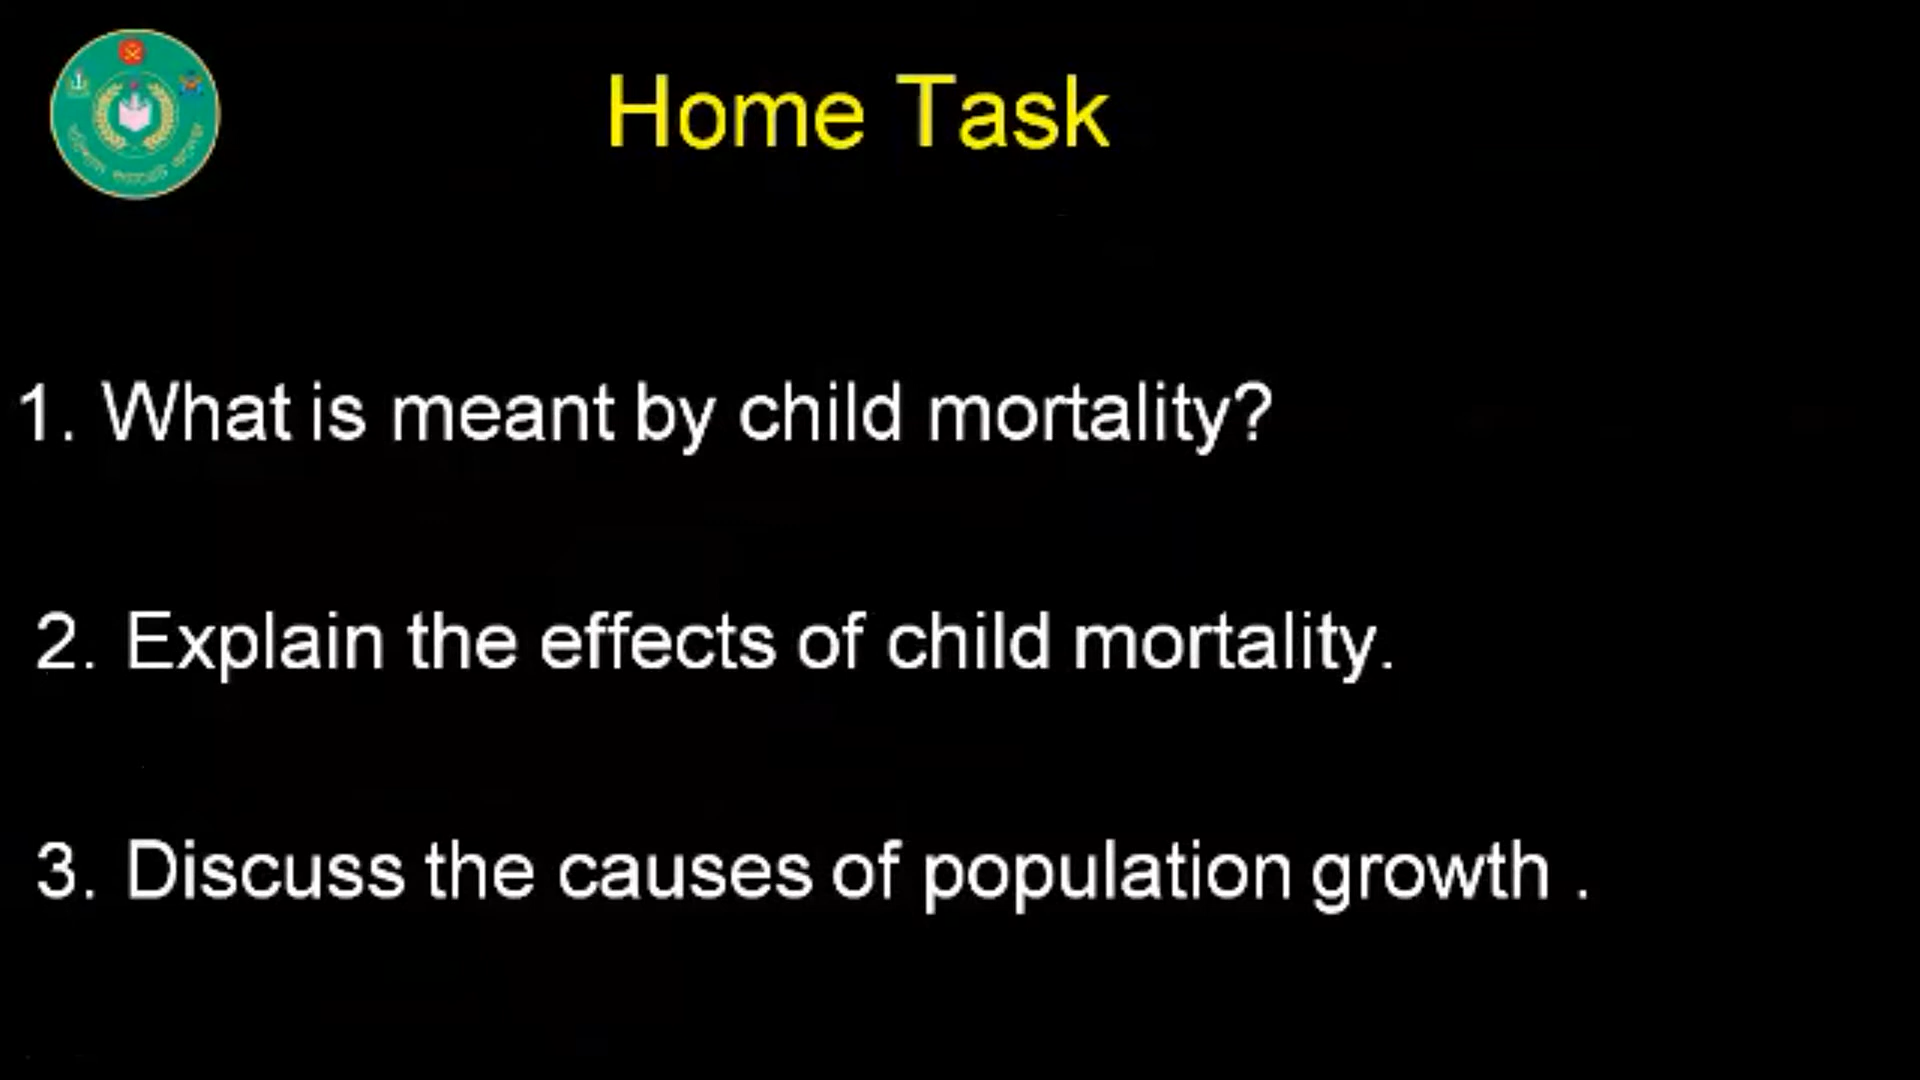 Home Task
1. What is meant by child mortality?
2. Explain the effects of child mortality.
3. Discuss the causes of population growth .